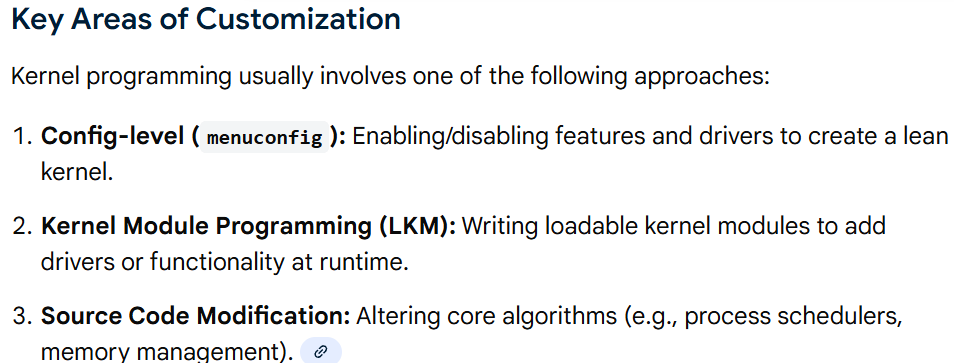 Key Areas of Customization
Kernel programming usually involves one of the following approaches:
1. Config-level ( menuconfig ): Enabling/disabling features and drivers to create a lean
kernel.
2. Kernel Module Programming (LKM): Writing loadable kernel modules to add
drivers or functionality at runtime.
3. Source Code Modification: Altering core algorithms (e.g., process schedulers,
memory management).